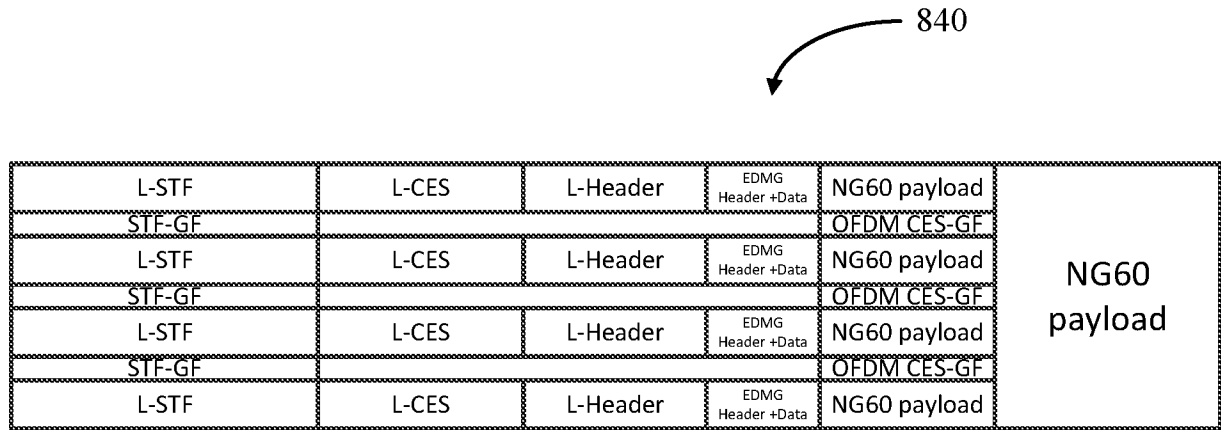 840
L-STF L-CES L-Header EDMG Header +Data NG60 payload
STF-GF OFDM CES-GF
L-STF L-CES L-Header EDMG Header +Data NG60 payload
STF-GF OFDM CES-GF
L-STF L-CES L-Header EDMG Header +Data NG60 payload
STF-GF OFDM CES-GF
L-STF L-CES L-Header EDMG Header +Data NG60 payload
NG60
payload